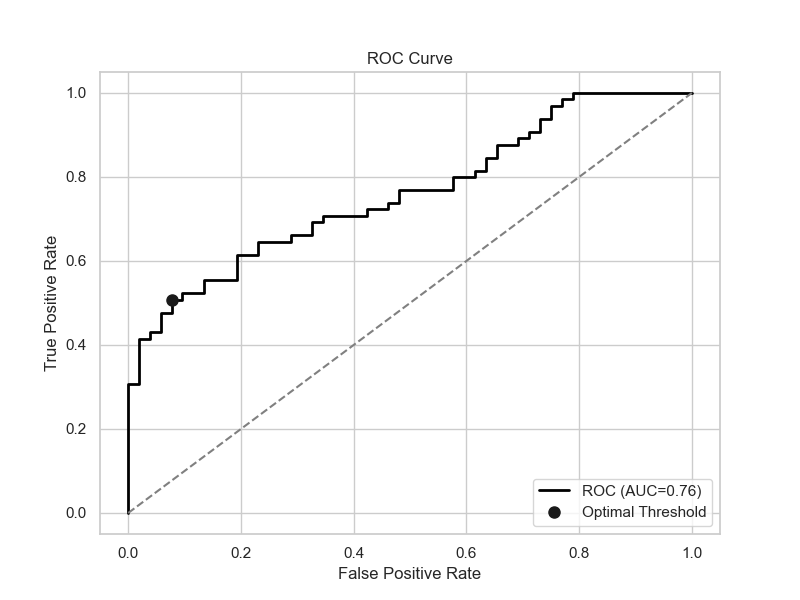 ROC Curve
True Positive Rate
1.0
0.8
0.6
0.4
0.2
0.0
0.0 0.2 0.4 0.6 0.8 1.0
False Positive Rate
ROC (AUC=0.76)
Optimal Threshold